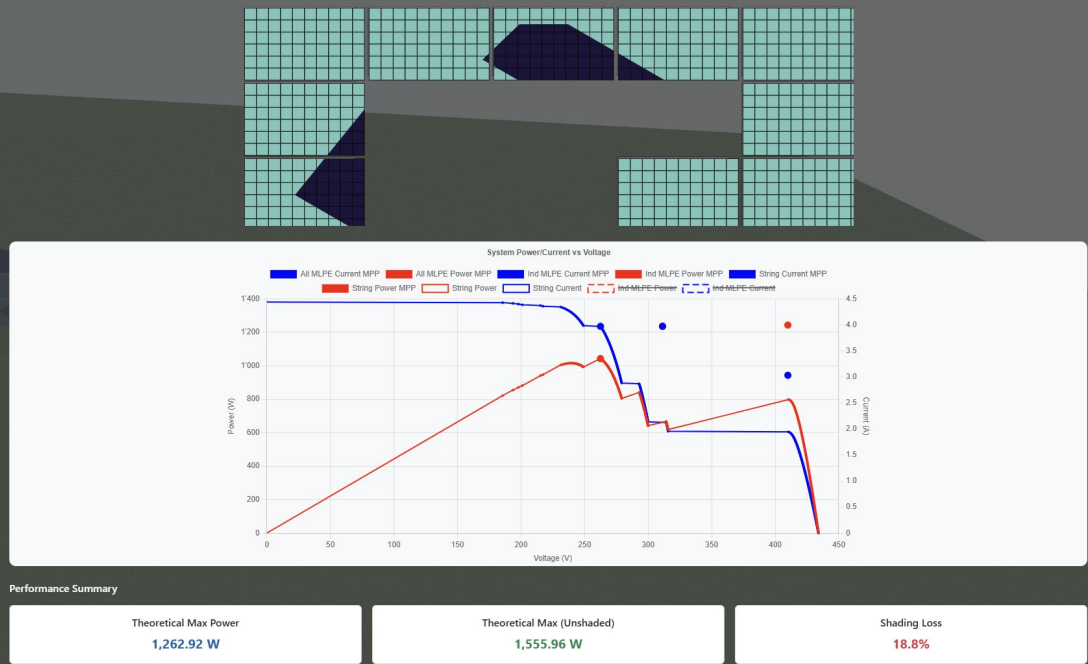 System Power/Current vs Voltage
All MLPE Current MPP All MLPE Power MPP Ind MLPE Current MPP Ind MLPE Power MPP String Current MPP
String Power MPP String Power String Current Ind MLPE Power Ind MLPE Current
1'400 4.5
1'200 4.0
1'000 3.5
800 3.0
600 2.5
400 2.0
200 1.5
0 1.0
0.5
0
Power (W)
Current (A)
0 50 100 150 200 250 300 350 400 450
Voltage (V)
Performance Summary
Theoretical Max Power Theoretical Max (Unshaded) Shading Loss
1,262.92 W 1,555.96 W 18.8%